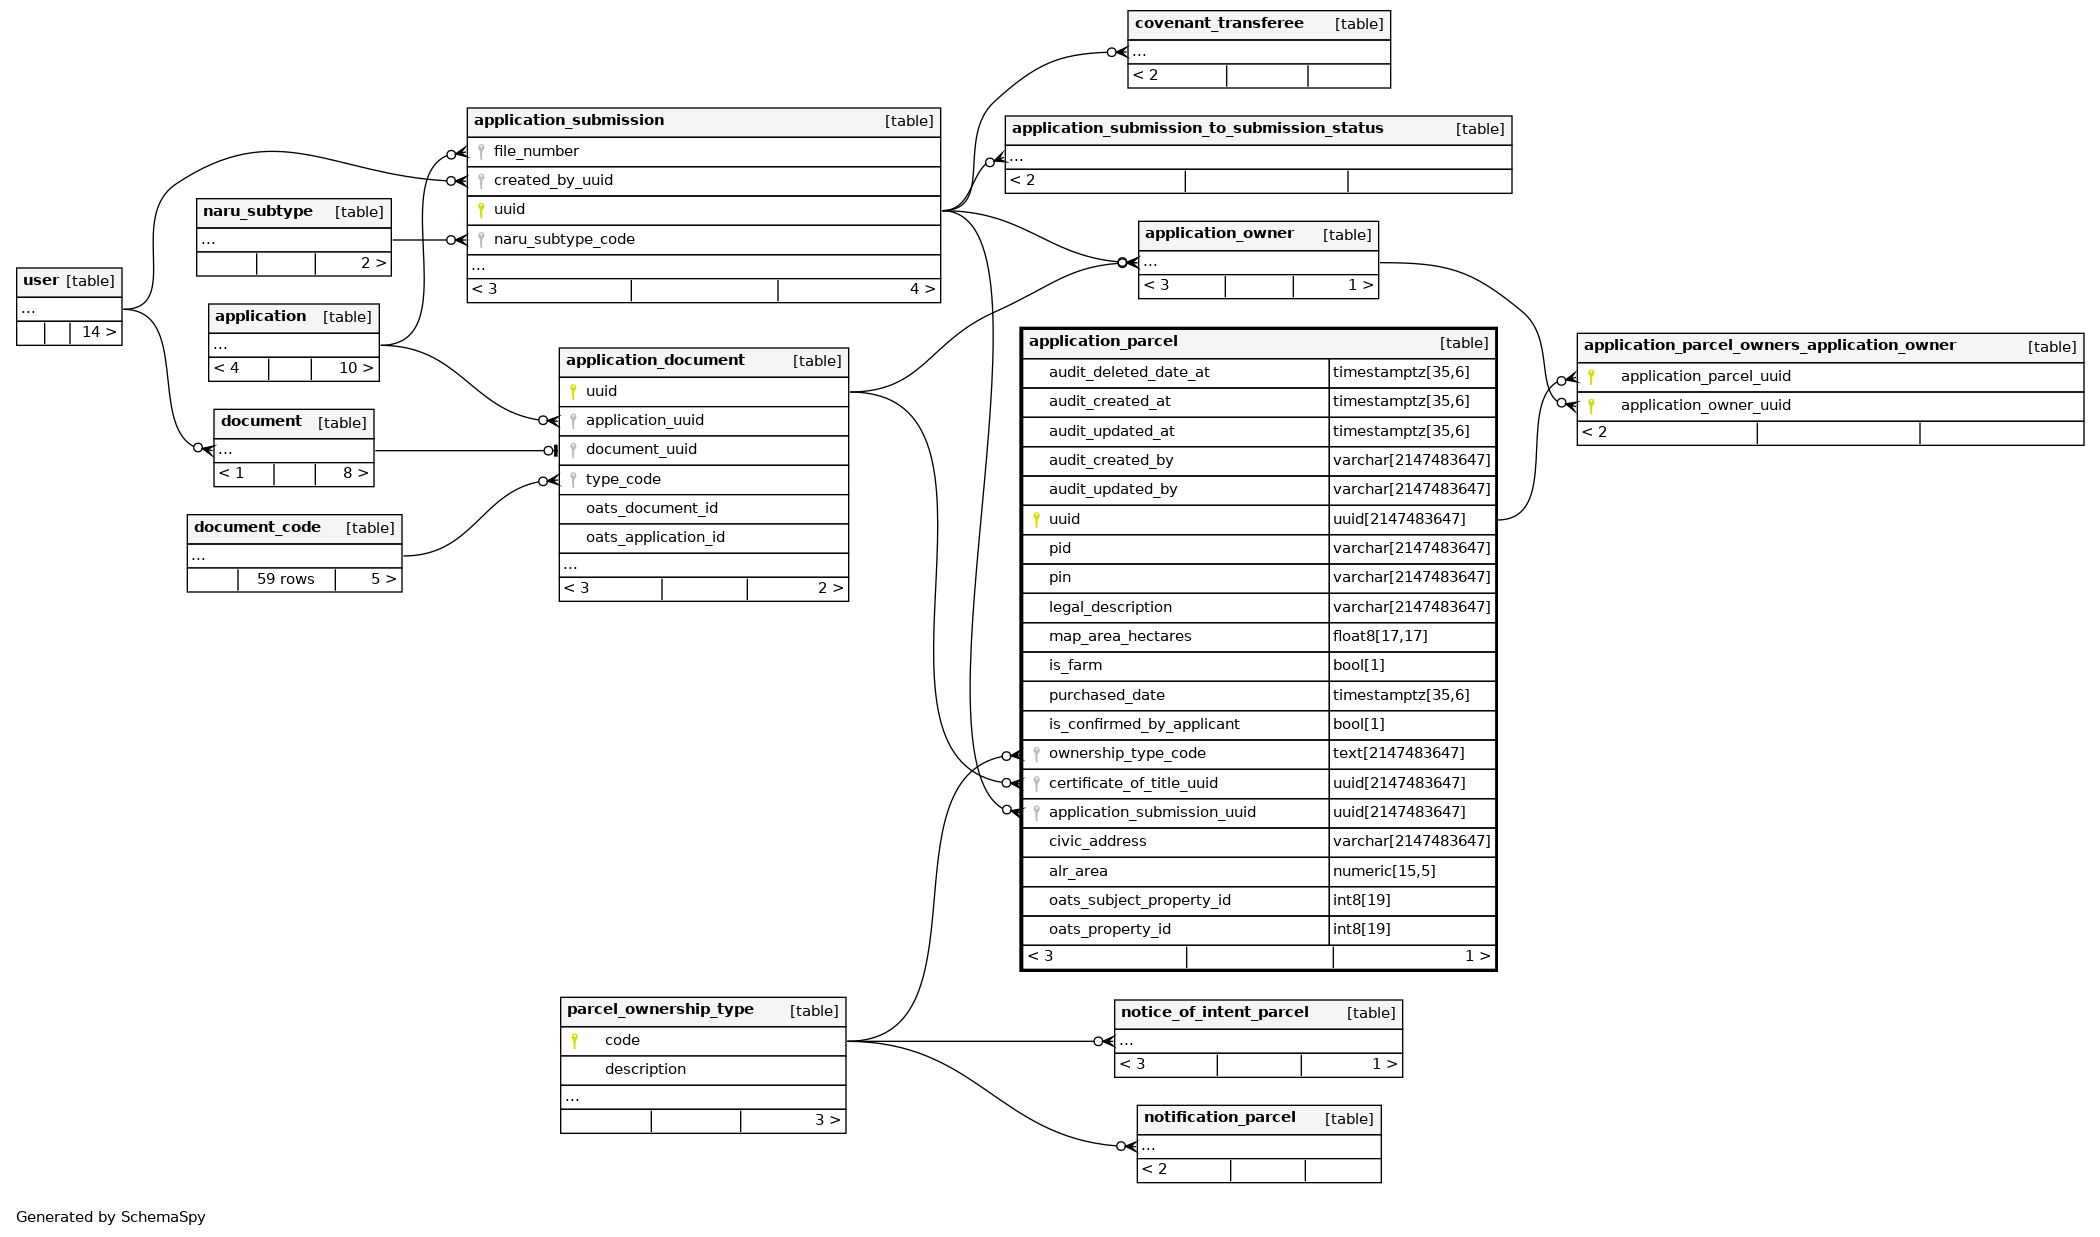 covenant_transferee [table]
...
< 2
application_submission [table]
file_number
created_by_uuid
uuid
naru_subtype_code
...
< 3 4 >
application_submission_to_submission_status [table]
...
< 2
naru_subtype [table]
...
2 >
application_owner [table]
...
< 3 1 >
user [table]
...
14 >
application [table]
...
< 4 10 >
document [table]
...
< 1 8 >
document_code [table]
...
59 rows 5 >
application_document [table]
uuid
application_uuid
document_uuid
type_code
oats_document_id
oats_application_id
...
< 3 2 >
application_parcel [table]
audit_deleted_date_at timestamptz[35,6]
audit_created_at timestamptz[35,6]
audit_updated_at timestamptz[35,6]
audit_created_by varchar[2147483647]
audit_updated_by varchar[2147483647]
uuid uuid[2147483647]
pid varchar[2147483647]
pin varchar[2147483647]
legal_description varchar[2147483647]
map_area_hectares float8[17,17]
is_farm bool[1]
purchased_date timestamptz[35,6]
is_confirmed_by_applicant bool[1]
ownership_type_code text[2147483647]
certificate_of_title_uuid uuid[2147483647]
application_submission_uuid uuid[2147483647]
civic_address varchar[2147483647]
alr_area numeric[15,5]
oats_subject_property_id int8[19]
oats_property_id int8[19]
< 3 1 >
application_parcel_owners_application_owner [table]
application_parcel_uuid
application_owner_uuid
< 2
parcel_ownership_type [table]
code
description
...
3 >
notice_of_intent_parcel [table]
...
< 3 1 >
notification_parcel [table]
...
< 2
Generated by SchemaSpy